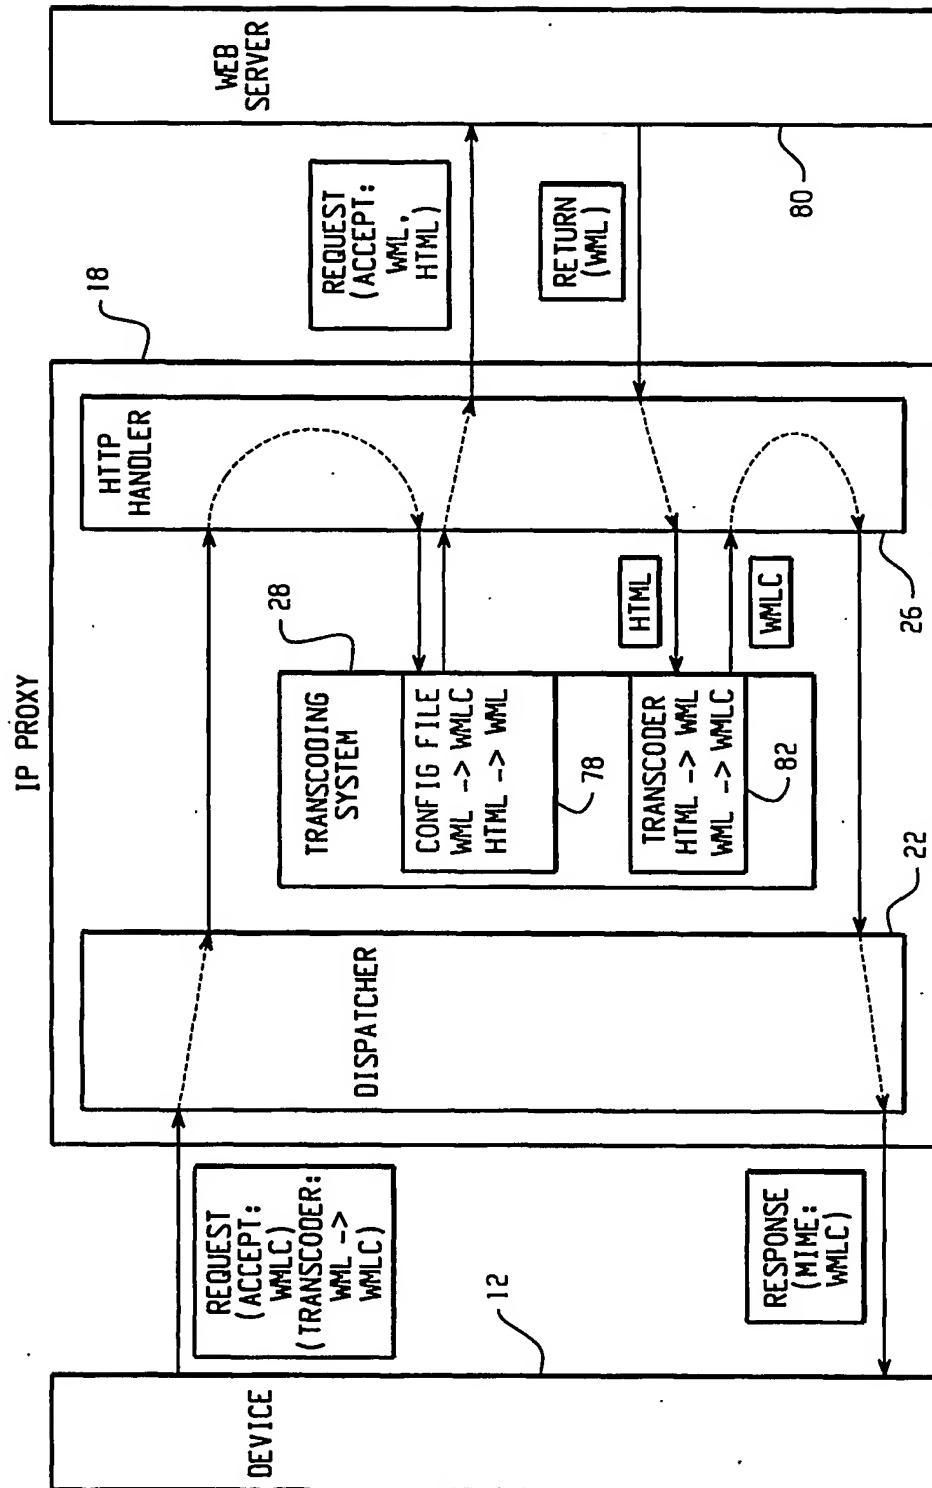 IP PROXY
DEVICE
12
REQUEST
(ACCEPT:
WMLC)
(TRANSCODER:
WML ->
WMLC)
RESPONSE
(MIME:
WMLC)
DISPATCHER
22
TRANSCODING
SYSTEM
28
CONFIG FILE
WML -> WMLC
HTML -> WML
78
TRANSCODER
HTML -> WML
WML -> WMLC
82
HTML
WMLC
HTTP
HANDLER
26
18
REQUEST
(ACCEPT:
WML,
HTML)
RETURN
(WML)
WEB
SERVER
80